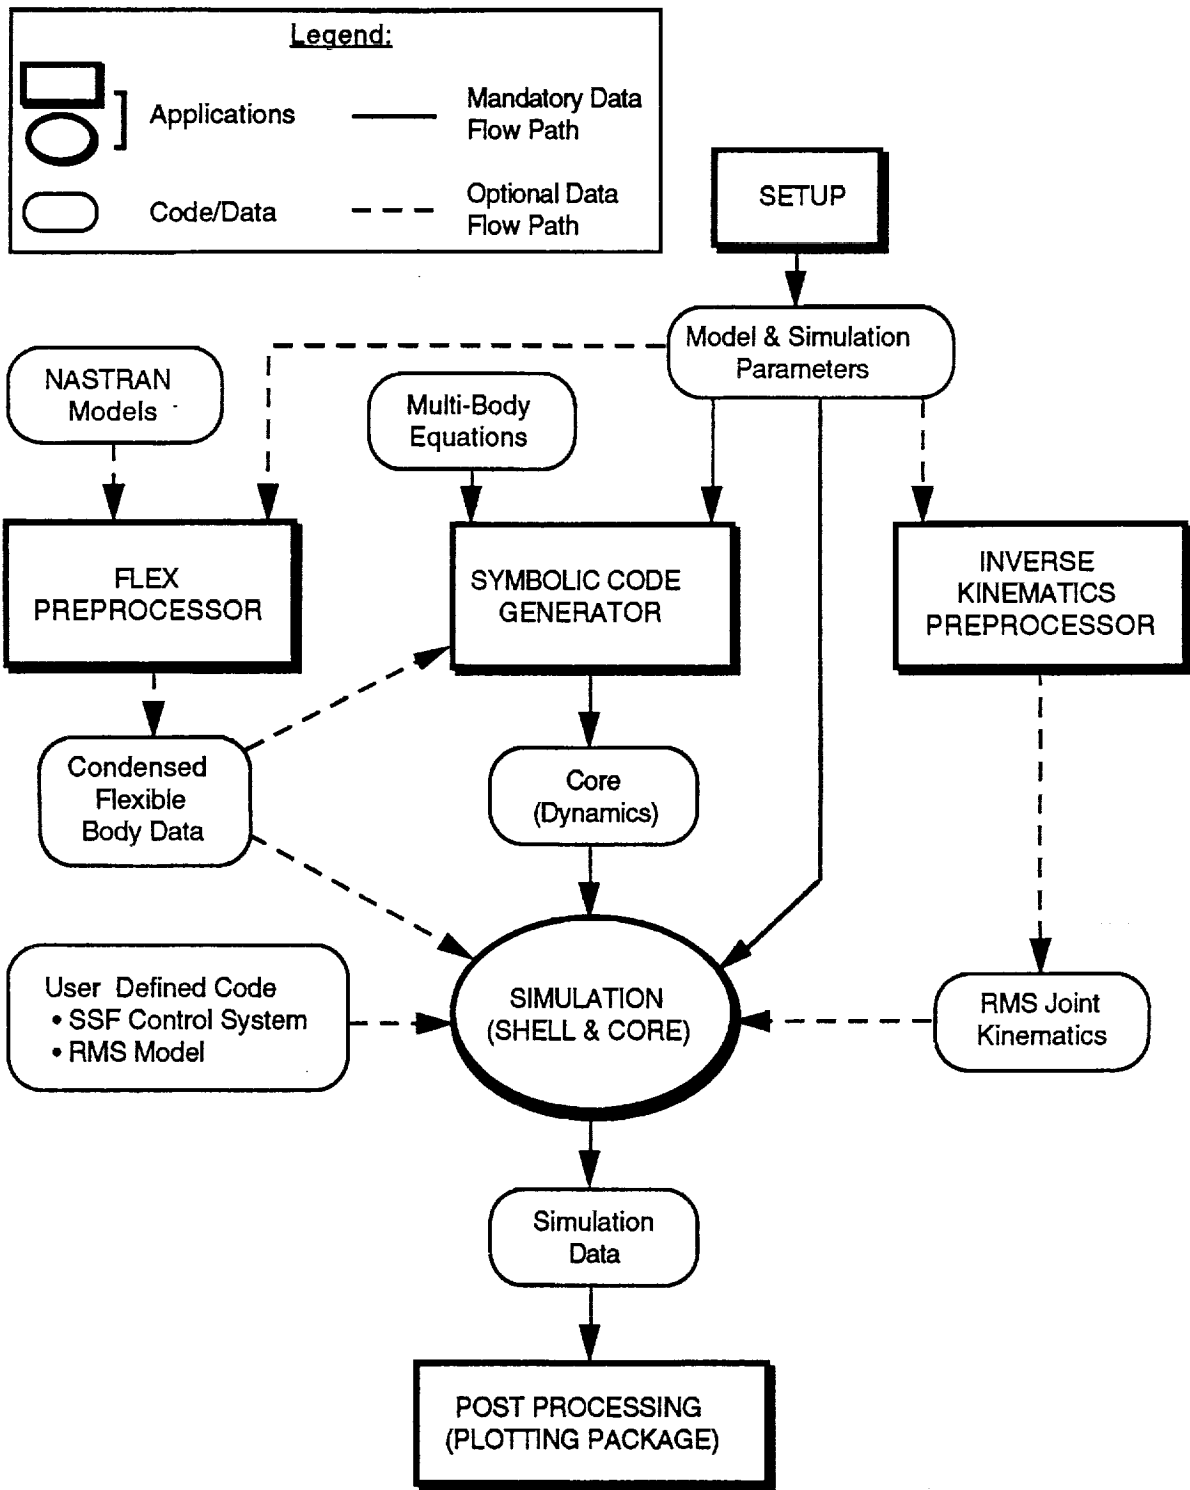 Legend:
Applications
Mandatory Data
Flow Path
Code/Data
Optional Data
Flow Path
SETUP
Model & Simulation
Parameters
NASTRAN
Models
Multi-Body
Equations
FLEX
PREPROCESSOR
SYMBOLIC CODE
GENERATOR
INVERSE
KINEMATICS
PREPROCESSOR
Condensed
Flexible
Body Data
Core
(Dynamics)
User Defined Code
• SSF Control System
• RMS Model
SIMULATION
(SHELL & CORE)
RMS Joint
Kinematics
Simulation
Data
POST PROCESSING
(PLOTTING PACKAGE)